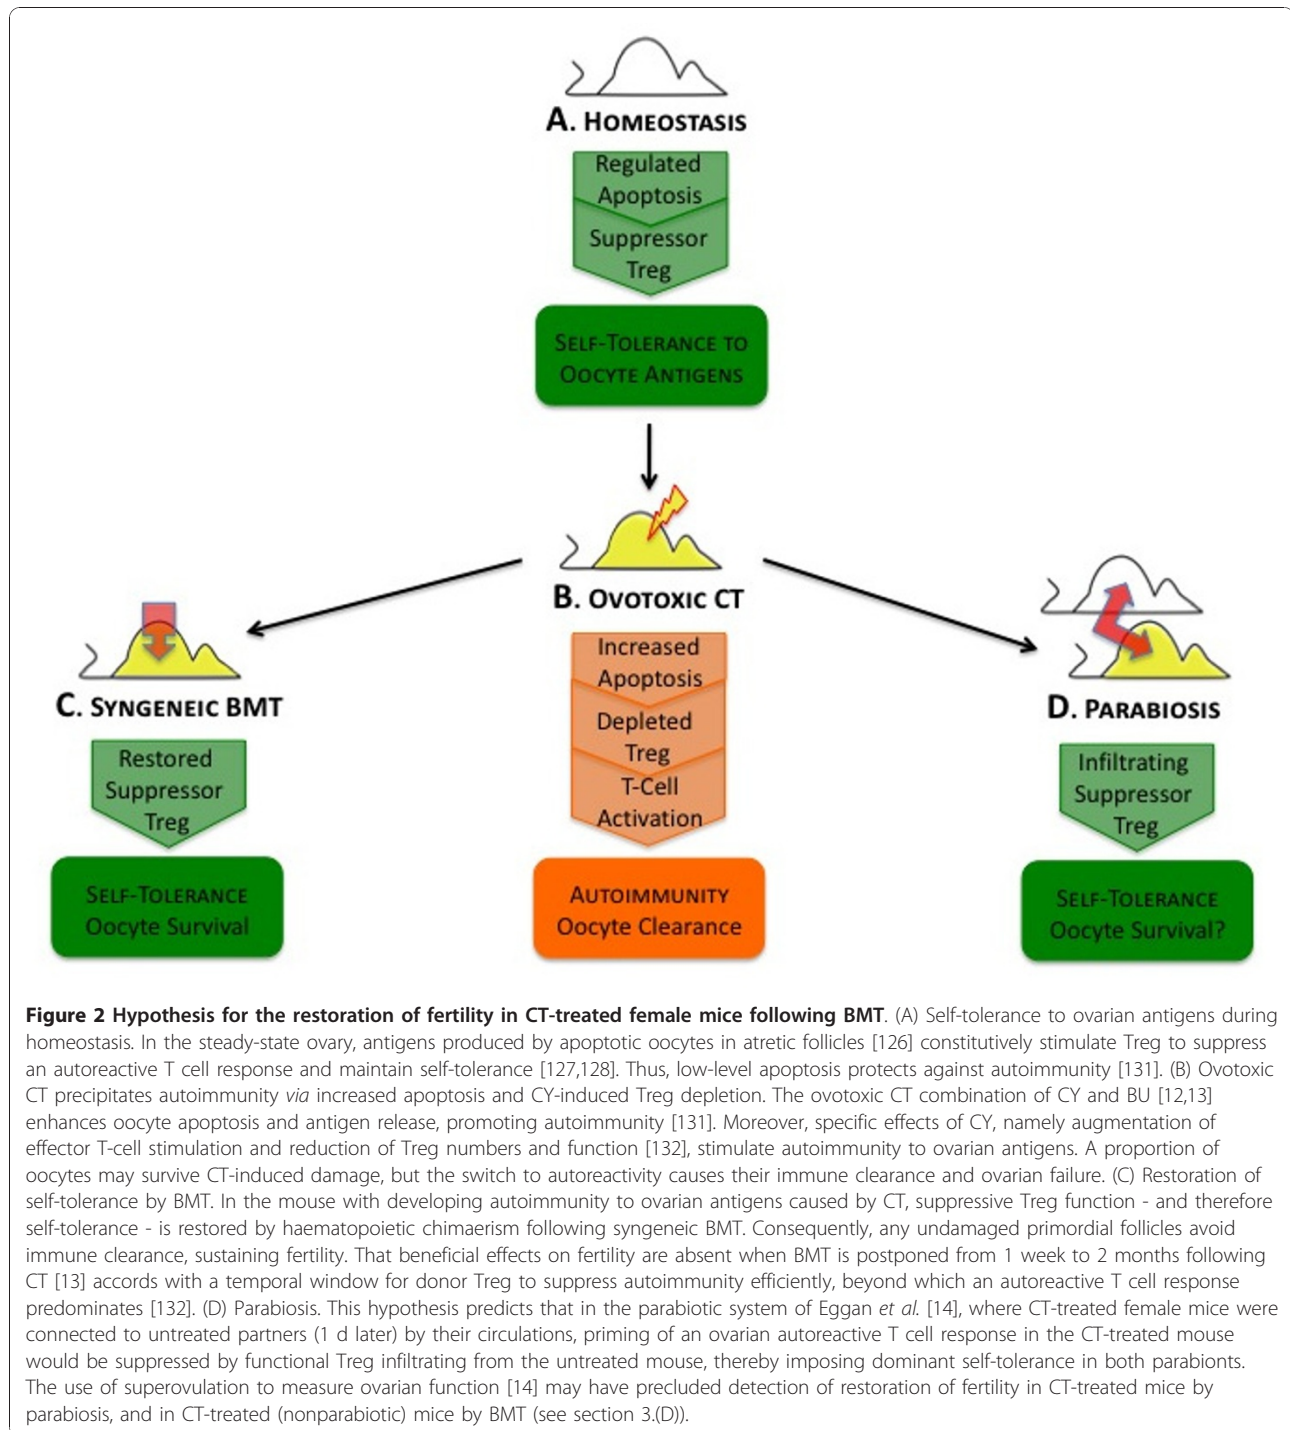 A. Homeostasis
Regulated
Apoptosis
Suppressor
Treg
Self-Tolerance to
Oocyte Antigens
B. Ovotoxic CT
Increased
Apoptosis
Depleted
Treg
T-Cell
Activation
Autoimmunity
Oocyte Clearance
C. Syngeneic BMT
Restored
Suppressor
Treg
Self-Tolerance
Oocyte Survival
D. Parabiosis
Infiltrating
Suppressor
Treg
Self-Tolerance
Oocyte Survival?
Figure 2 Hypothesis for the restoration of fertility in CT-treated female mice following BMT. (A) Self-tolerance to ovarian antigens during
homeostasis. In the steady-state ovary, antigens produced by apoptotic oocytes in atretic follicles [126] constitutively stimulate Treg to suppress
an autoreactive T cell response and maintain self-tolerance [127,128]. Thus, low-level apoptosis protects against autoimmunity [131]. (B) Ovotoxic
CT precipitates autoimmunity via increased apoptosis and CY-induced Treg depletion. The ovotoxic CT combination of CY and BU [12,13]
enhances oocyte apoptosis and antigen release, promoting autoimmunity [131]. Moreover, specific effects of CY, namely augmentation of
effector T-cell stimulation and reduction of Treg numbers and function [132], stimulate autoimmunity to ovarian antigens. A proportion of
oocytes may survive CT-induced damage, but the switch to autoreactivity causes their immune clearance and ovarian failure. (C) Restoration of
self-tolerance by BMT. In the mouse with developing autoimmunity to ovarian antigens caused by CT, suppressive Treg function - and therefore
self-tolerance - is restored by haematopoietic chimaerism following syngeneic BMT. Consequently, any undamaged primordial follicles avoid
immune clearance, sustaining fertility. That beneficial effects on fertility are absent when BMT is postponed from 1 week to 2 months following
CT [13] accords with a temporal window for donor Treg to suppress autoimmunity efficiently, beyond which an autoreactive T cell response
predominates [132]. (D) Parabiosis. This hypothesis predicts that in the parabiotic system of Eggan et al. [14], where CT-treated female mice were
connected to untreated partners (1 d later) by their circulations, priming of an ovarian autoreactive T cell response in the CT-treated mouse
would be suppressed by functional Treg infiltrating from the untreated mouse, thereby imposing dominant self-tolerance in both parabionts.
The use of superovulation to measure ovarian function [14] may have precluded detection of restoration of fertility in CT-treated mice by
parabiosis, and in CT-treated (nonparabiotic) mice by BMT (see section 3.(D)).